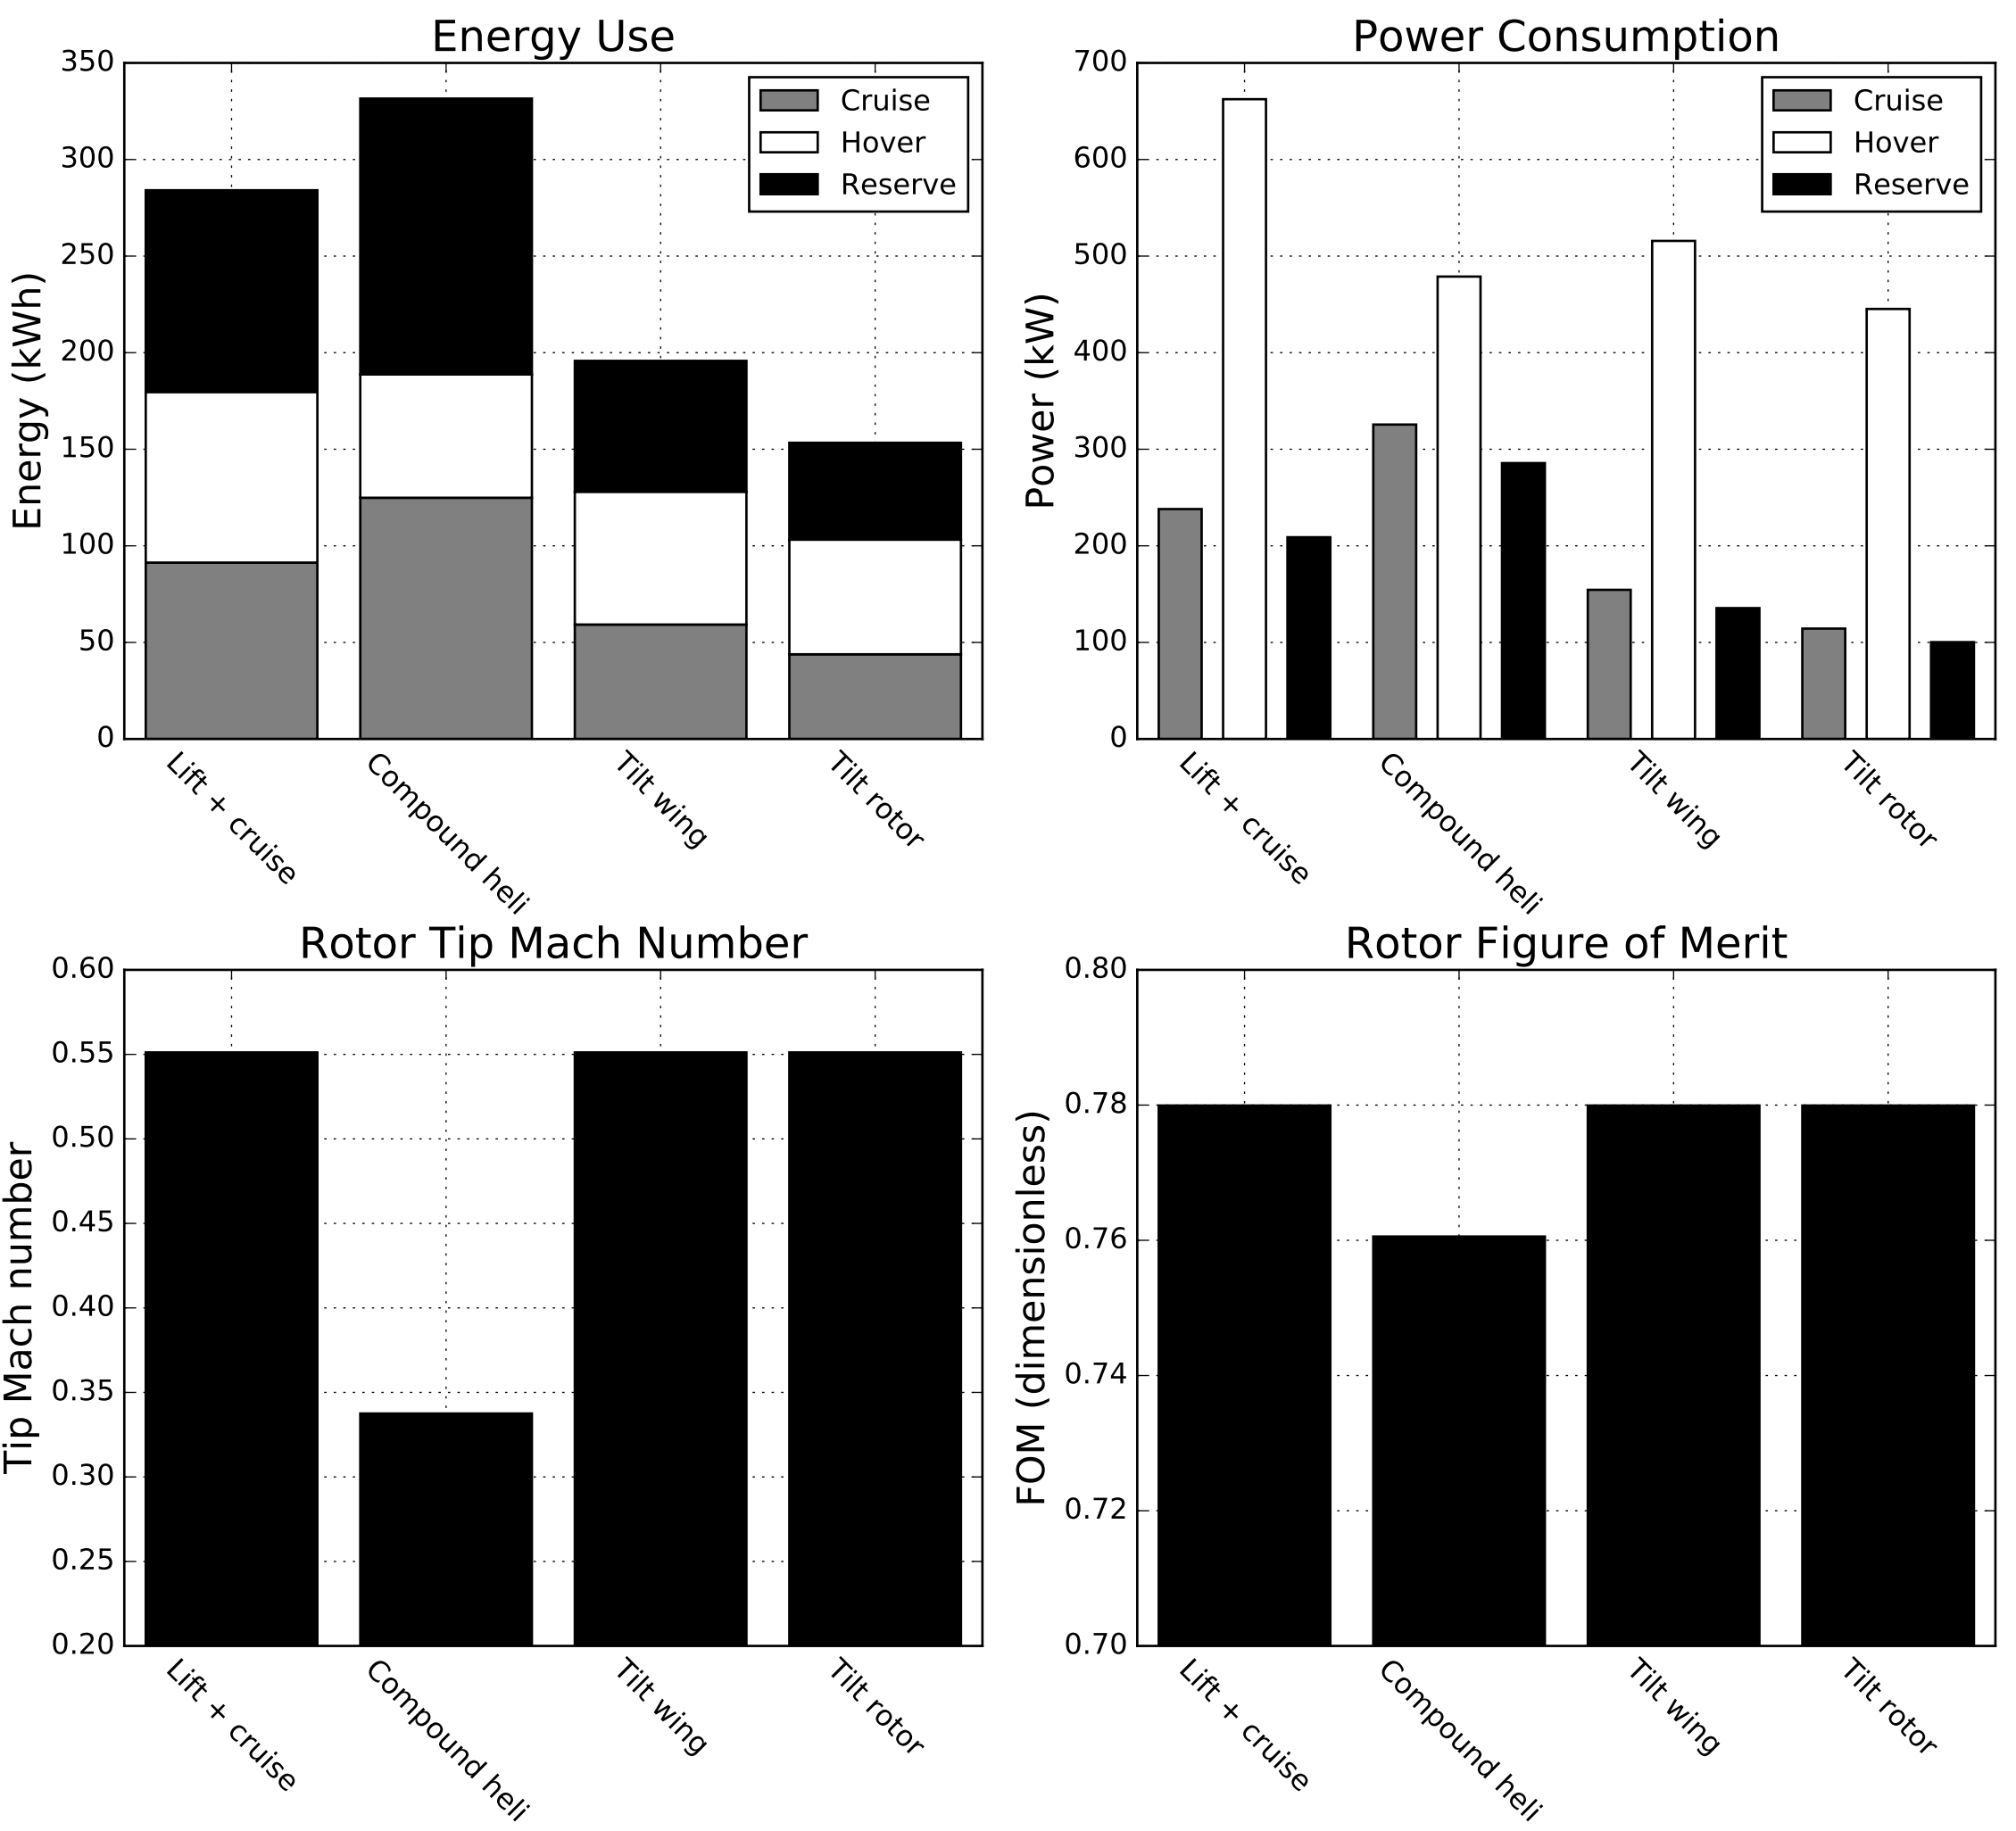 Energy Use
350
300
250
200
150
100
50
0
Energy (kWh)
Cruise
Hover
Reserve
Lift + cruise
Compound heli
Tilt wing
Tilt rotor
Power Consumption
700
600
500
400
300
200
100
0
Power (kW)
Cruise
Hover
Reserve
Lift + cruise
Compound heli
Tilt wing
Tilt rotor
Rotor Tip Mach Number
0.60
0.55
0.50
0.45
0.40
0.35
0.30
0.25
0.20
Tip Mach number
Lift + cruise
Compound heli
Tilt wing
Tilt rotor
Rotor Figure of Merit
0.80
0.78
0.76
0.74
0.72
0.70
FOM (dimensionless)
Lift + cruise
Compound heli
Tilt wing
Tilt rotor